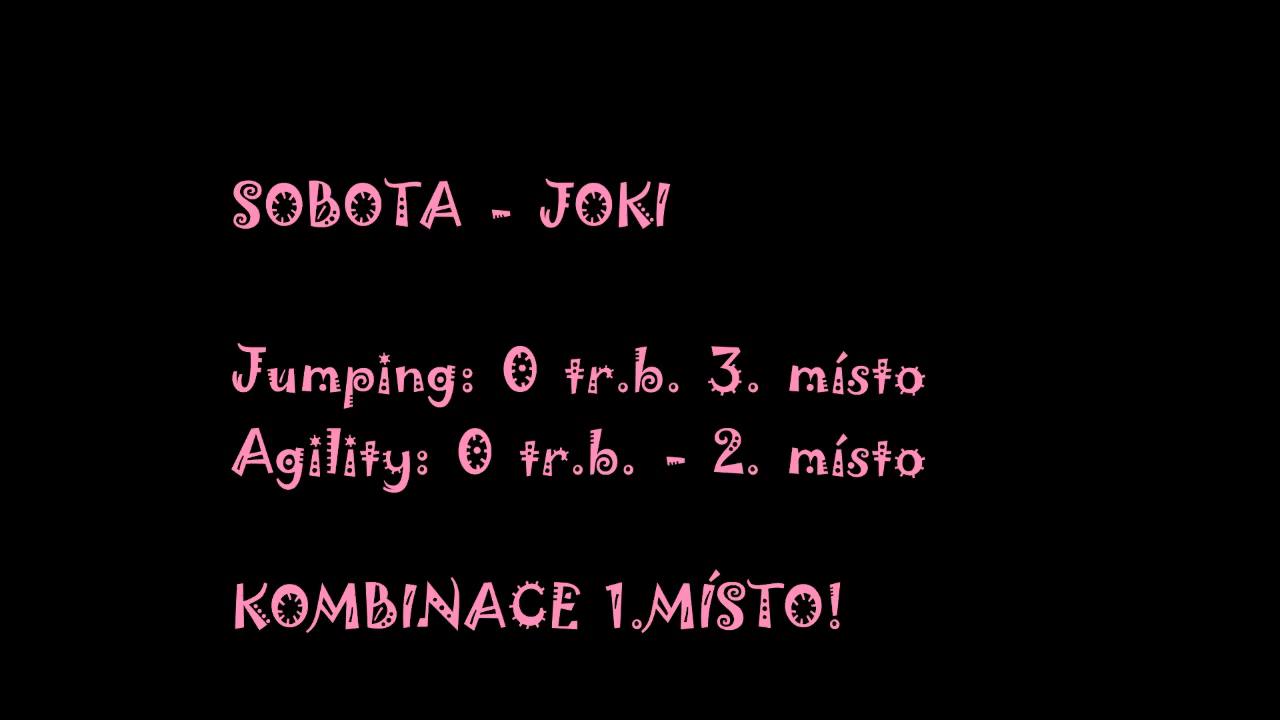 SOBOTA - JOKI
Jumping: 0 tr.b. 3. místo
Agility: 0 tr.b. - 2. místo
KOMBINACE 1.MÍSTO!